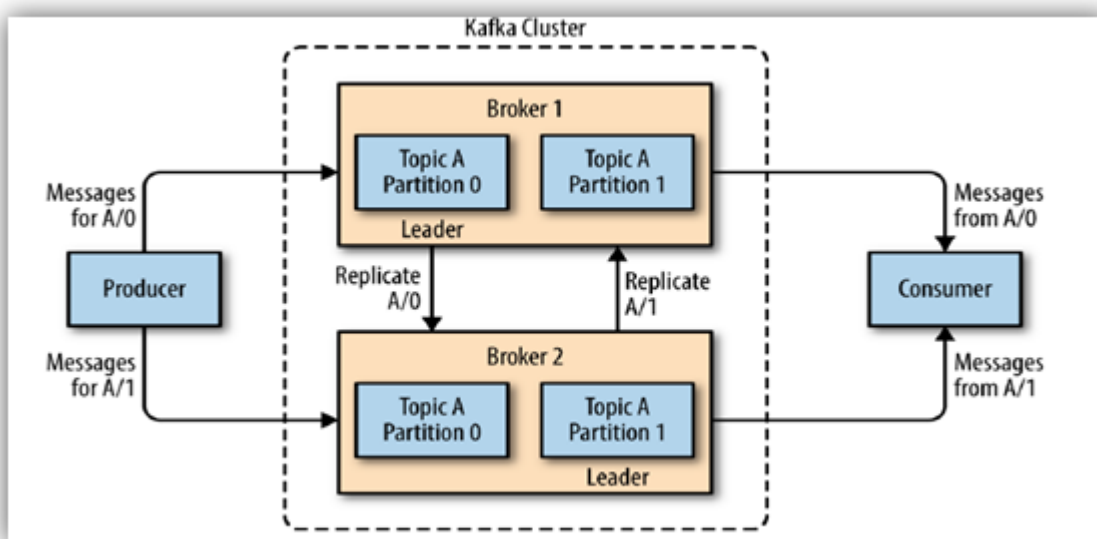 Kafka Cluster
Broker 1
Topic A
Partition 0
Topic A
Partition 1
Leader
Messages
for A/0
Messages
from A/0
Producer
Replicate
A/0
Replicate
A/1
Consumer
Messages
for A/1
Broker 2
Topic A
Partition 0
Topic A
Partition 1
Leader
Messages
from A/1